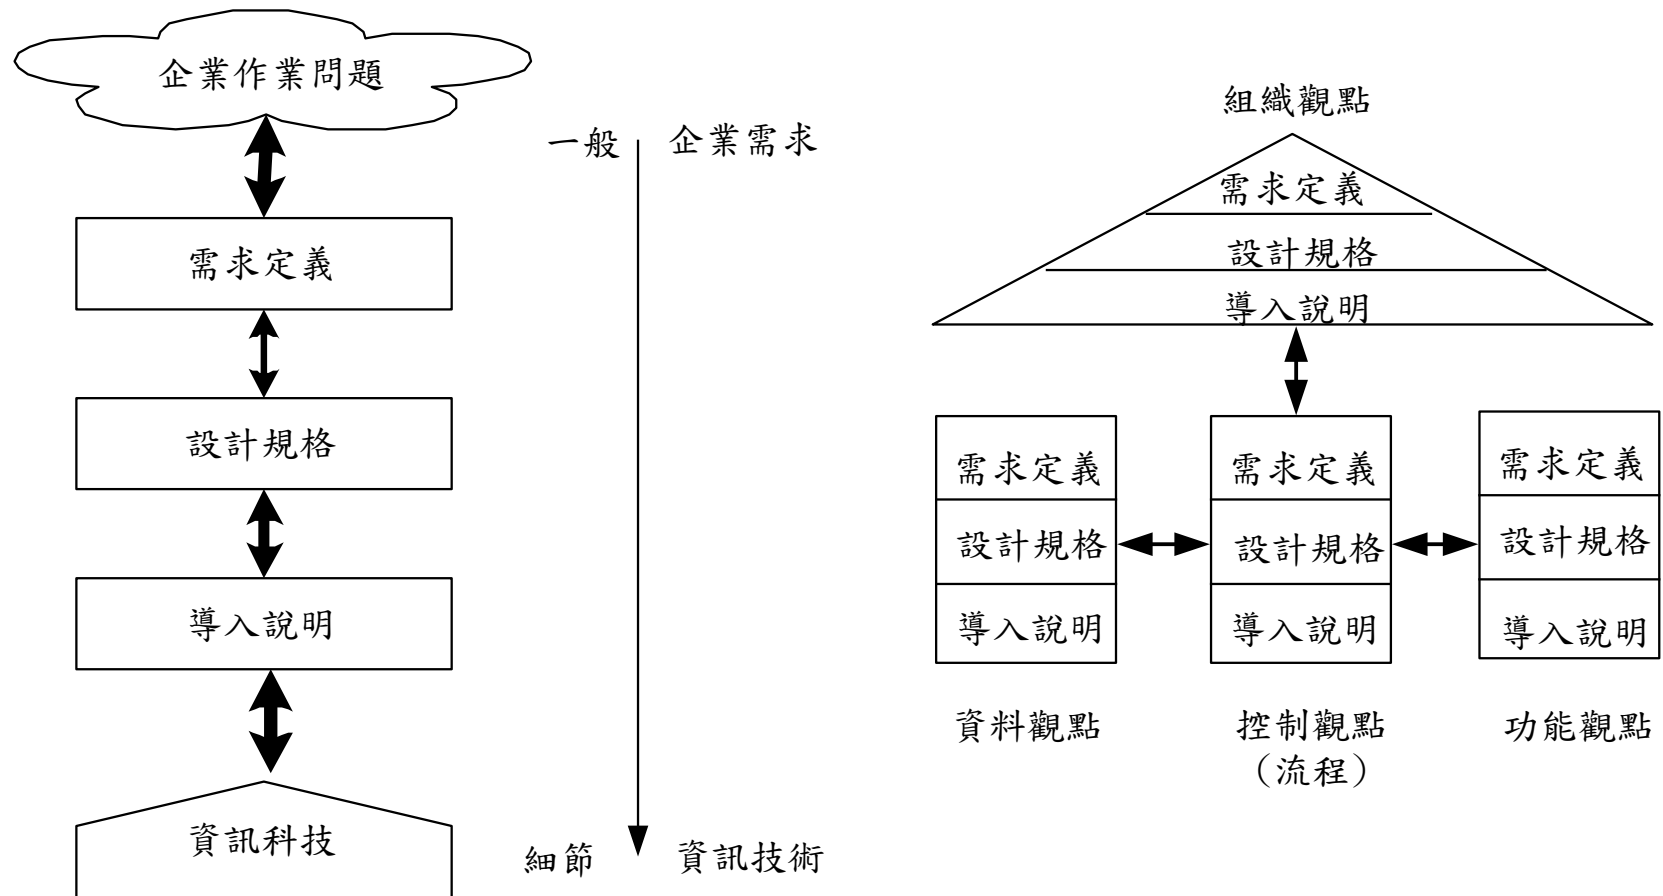 企業作業問題
需求定義
設計規格
導入說明
資訊科技
一般
企業需求
細節
資訊技術
組織觀點
需求定義
設計規格
導入說明
需求定義
設計規格
導入說明
資料觀點
需求定義
設計規格
導入說明
控制觀點
(流程)
需求定義
設計規格
導入說明
功能觀點